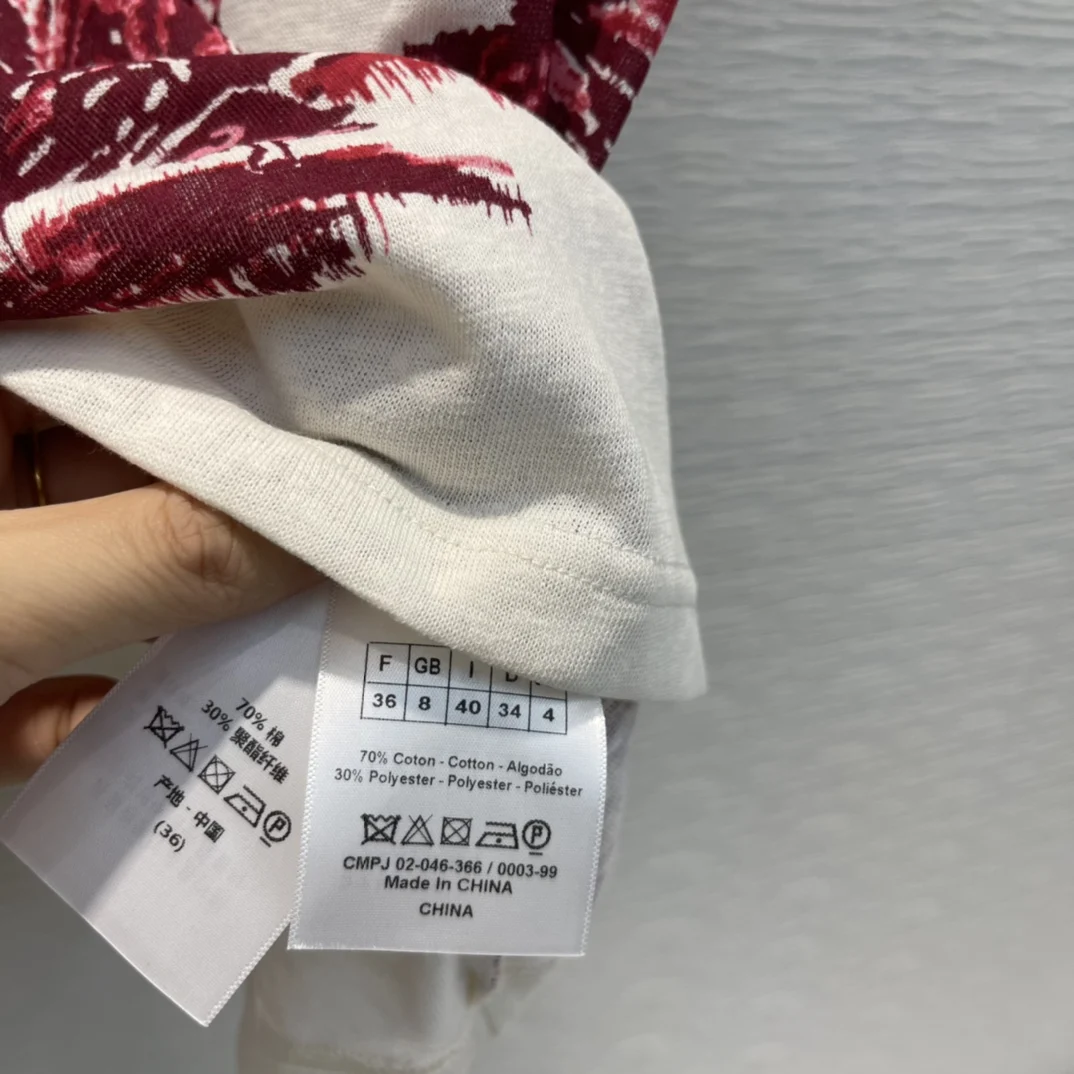 F GB I
36 8 40 34 4
70% Coton - Cotton - Algodão
30% Polyester - Polyester - Poliéster
P
CMPJ 02-046-366 / 0003-99
Made In CHINA
CHINA
70% 棉
30% 聚酯纤维
P
产地 - 中国
(36)